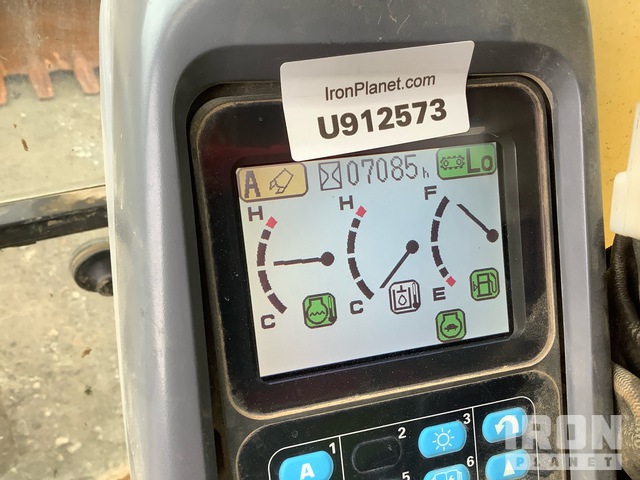 IronPlanet.com
U912573
A 07085 h Lo
H H F
C C E
1 2 3
A
5 6
IRON
PLANET